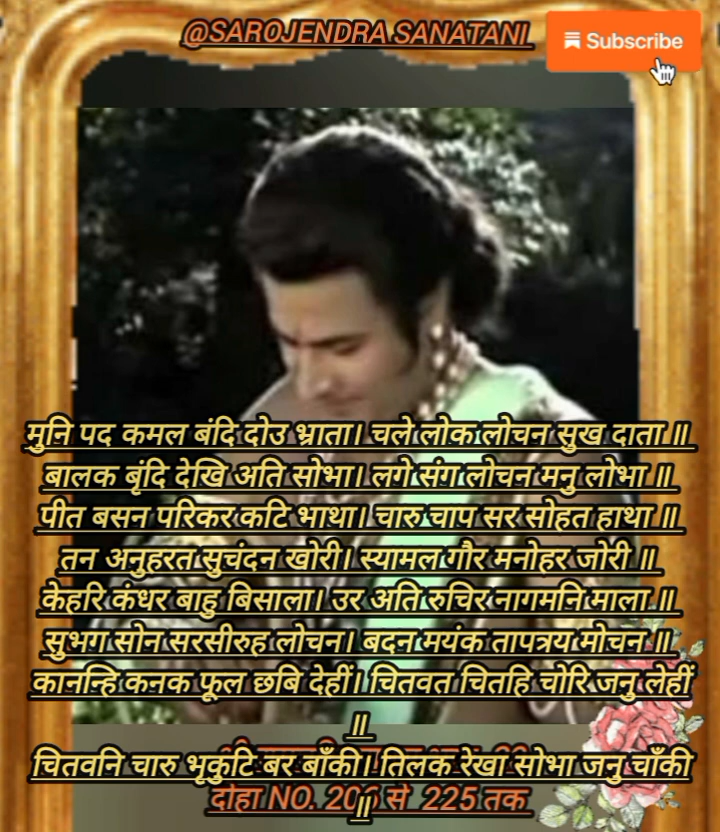 @SAROJENDRA SANATANI
Subscribe
मुनि पद कमल बंदि दोउ भ्राता। चले लोक लोचन सुख दाता॥
बालक बृंदि देखि अति सोभा। लगे संग लोचन मनु लोभा॥
पीत बसन परिकर कटि भाथा। चारु चाप सर सोहत हाथा॥
तन अनुहरत सुचंदन खोरी। स्यामल गौर मनोहर जोरी॥
केहरि कंधर बाहु बिसाला। उर अति रुचिर नागमनि माला॥
सुभग सोन सरसीरुह लोचन। बदन मयंक तापत्रय मोचन॥
कानन्हि कनक फूल छबि देहीं। चितवत चितहि चोरि जनु लेहीं
॥
चितवनि चारु भृकुटि बर बाँकी। तिलक रेखा सोभा जनु चाँकी
॥
दोहा NO. से 225 तक